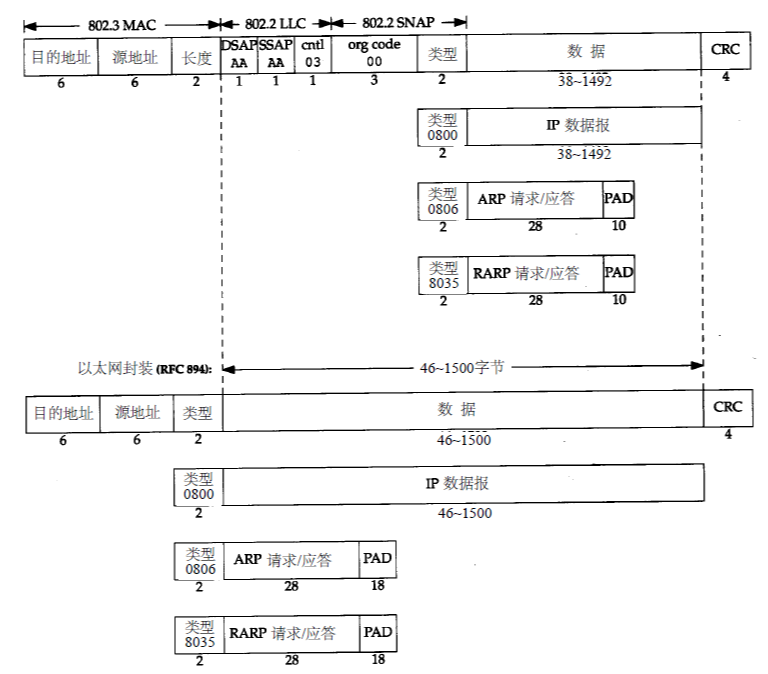 802.3 MAC 802.2 LLC 802.2 SNAP
目的地址 源地址 长度 DSAP AA SSAP AA cntl 03 org code 00 类型 数 据 CRC
6 6 2 1 1 1 3 2 38~1492 4
类型 0800 IP 数据报
2 38~1492
类型 0806 ARP 请求/应答 PAD
2 28 10
类型 8035 RARP 请求/应答 PAD
2 28 10
以太网封装 (RFC 894): 46~1500字节
目的地址 源地址 类型 数 据 CRC
6 6 2 46~1500 4
类型 0800 IP 数据报
2 46~1500
类型 0806 ARP 请求/应答 PAD
2 28 18
类型 8035 RARP 请求/应答 PAD
2 28 18